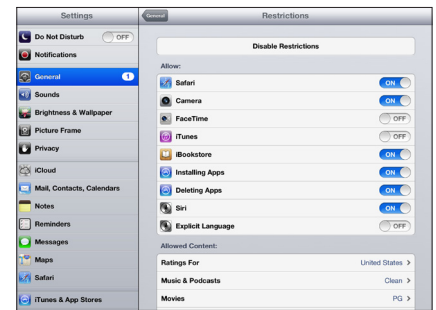 Settings
General
Restrictions
Do Not Disturb
OFF
Notifications
General
1
Sounds
Brightness & Wallpaper
Picture Frame
Privacy
iCloud
Mail, Contacts, Calendars
Notes
Reminders
Messages
Maps
Safari
iTunes & App Stores
Disable Restrictions
Allow:
Safari
ON
Camera
ON
FaceTime
OFF
iTunes
OFF
iBookstore
ON
Installing Apps
ON
Deleting Apps
ON
Siri
ON
Explicit Language
OFF
Allowed Content:
Ratings For
United States >
Music & Podcasts
Clean >
Movies
PG >